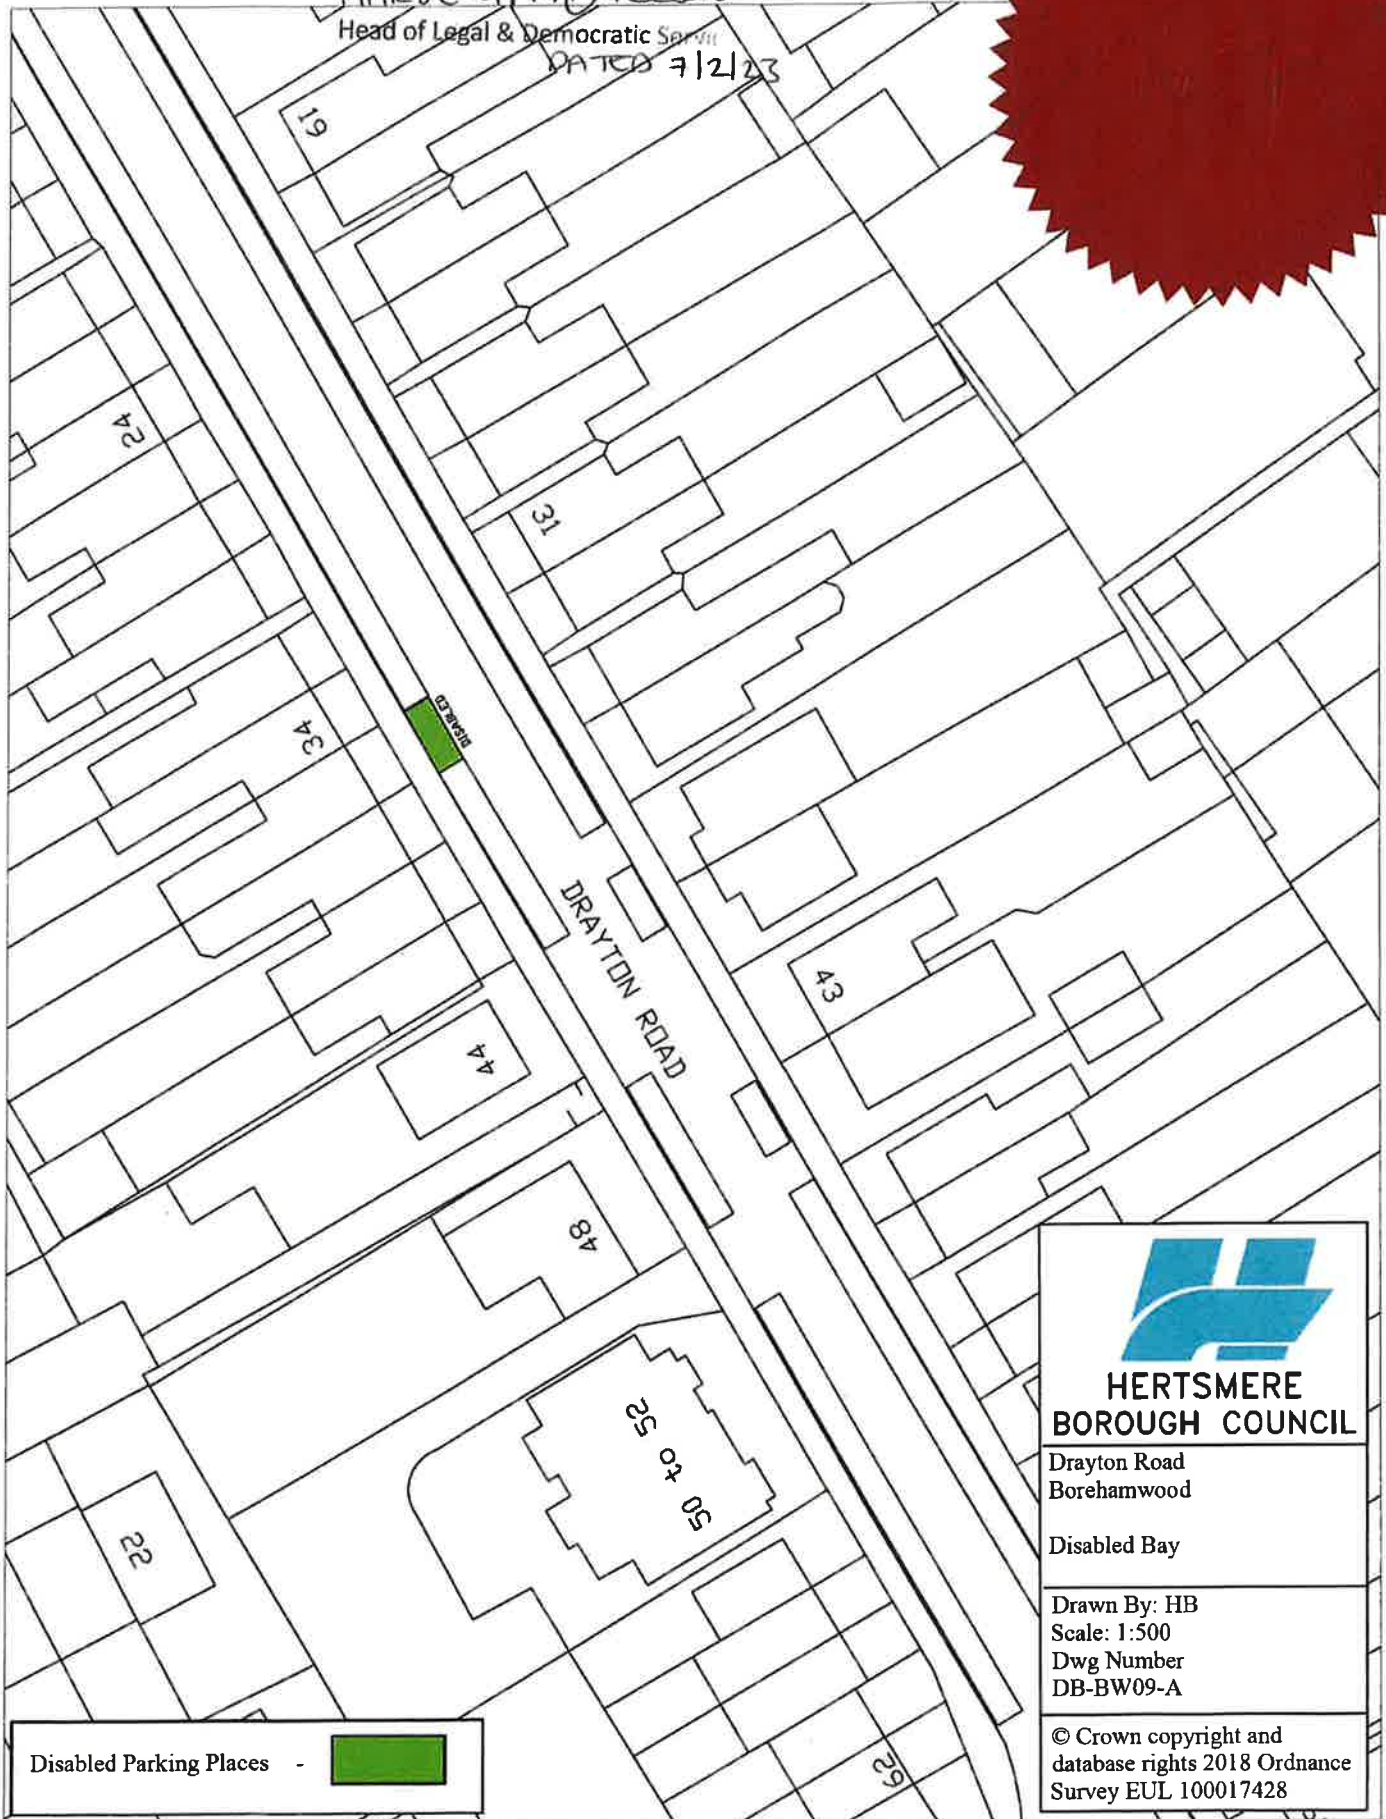 Head of Legal & Democratic Servic
DATED 7/2/23
19
24
31
34
DISABLED
DRAYTON ROAD
43
44
48
50 to 52
22
62
HERTSMERE
BOROUGH COUNCIL
Drayton Road
Borehamwood
Disabled Bay
Drawn By: HB
Scale: 1:500
Dwg Number
DB-BW09-A
© Crown copyright and
database rights 2018 Ordnance
Survey EUL 100017428
Disabled Parking Places -